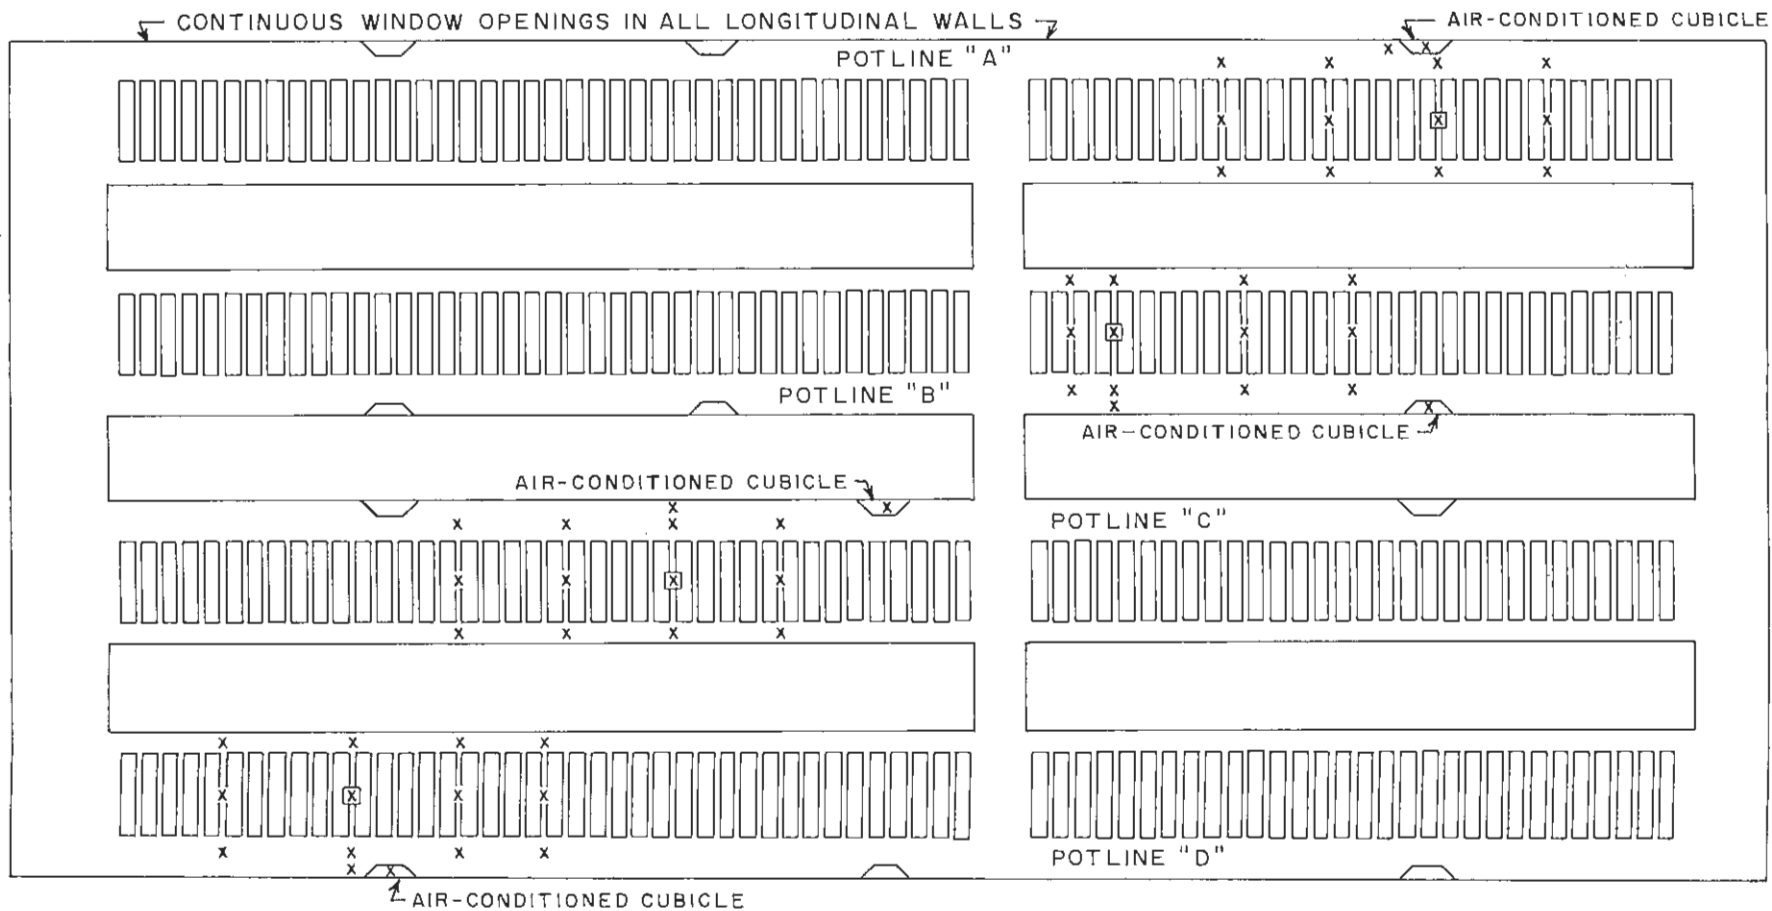 CONTINUOUS WINDOW OPENINGS IN ALL LONGITUDINAL WALLS
AIR-CONDITIONED CUBICLE
POTLINE "A"
POTLINE "B"
AIR-CONDITIONED CUBICLE
AIR-CONDITIONED CUBICLE
POTLINE "C"
POTLINE "D"
AIR-CONDITIONED CUBICLE